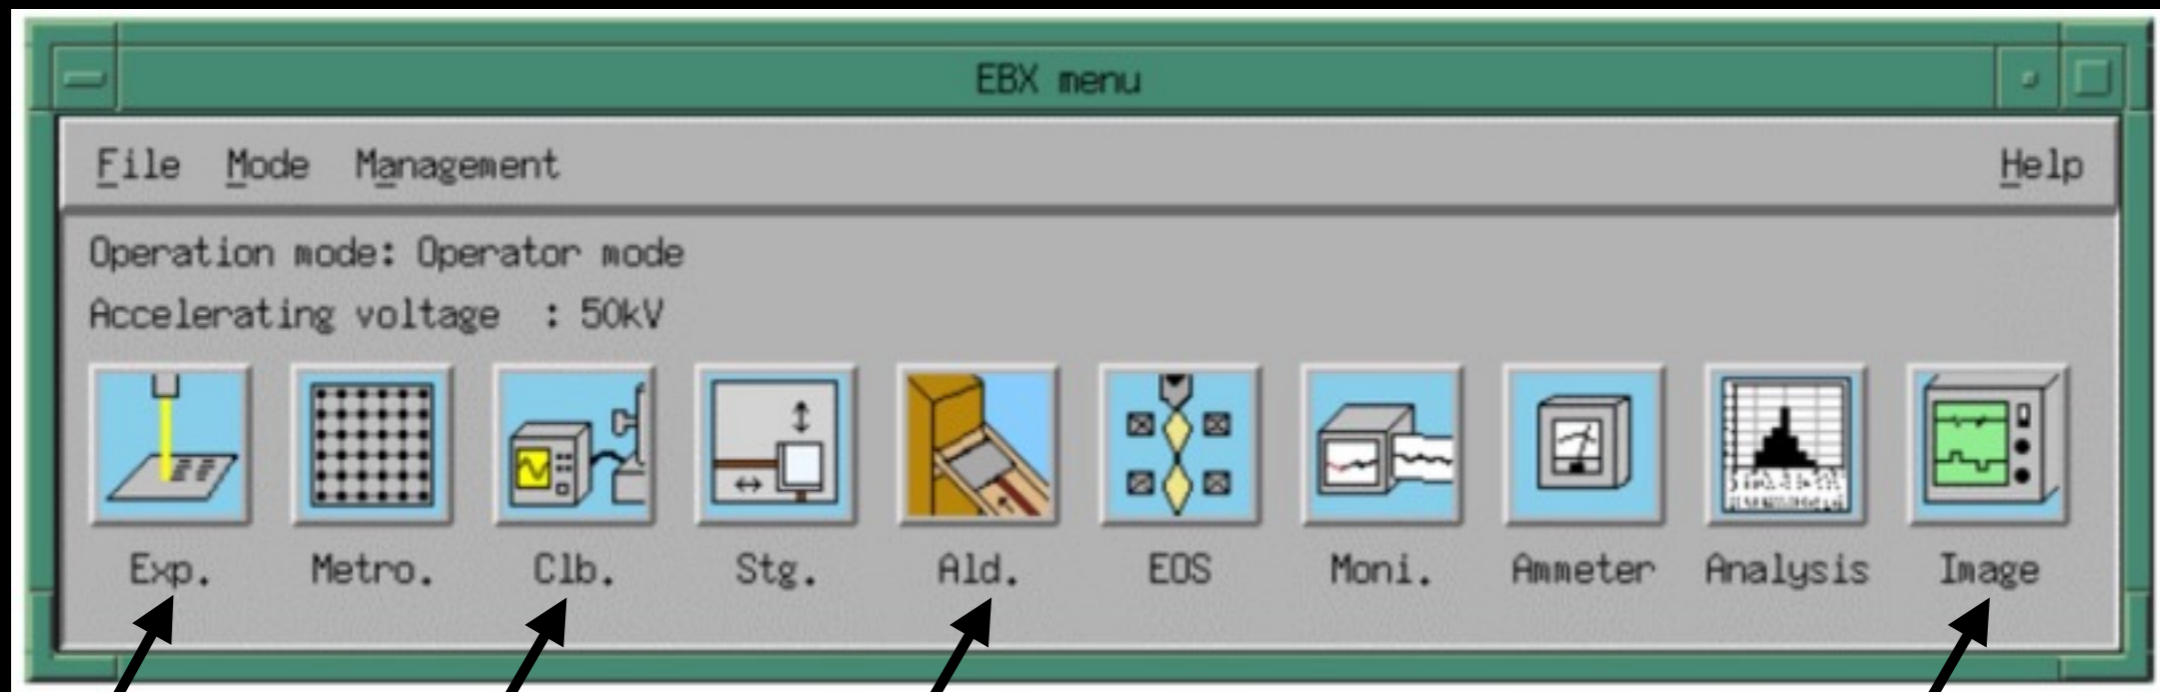 EBX menu
File Mode Management Help
Operation mode: Operator mode
Accelerating voltage : 50kV
Exp. Metro. Clb. Stg. Ald. EOS Moni. Ammeter Analysis Image